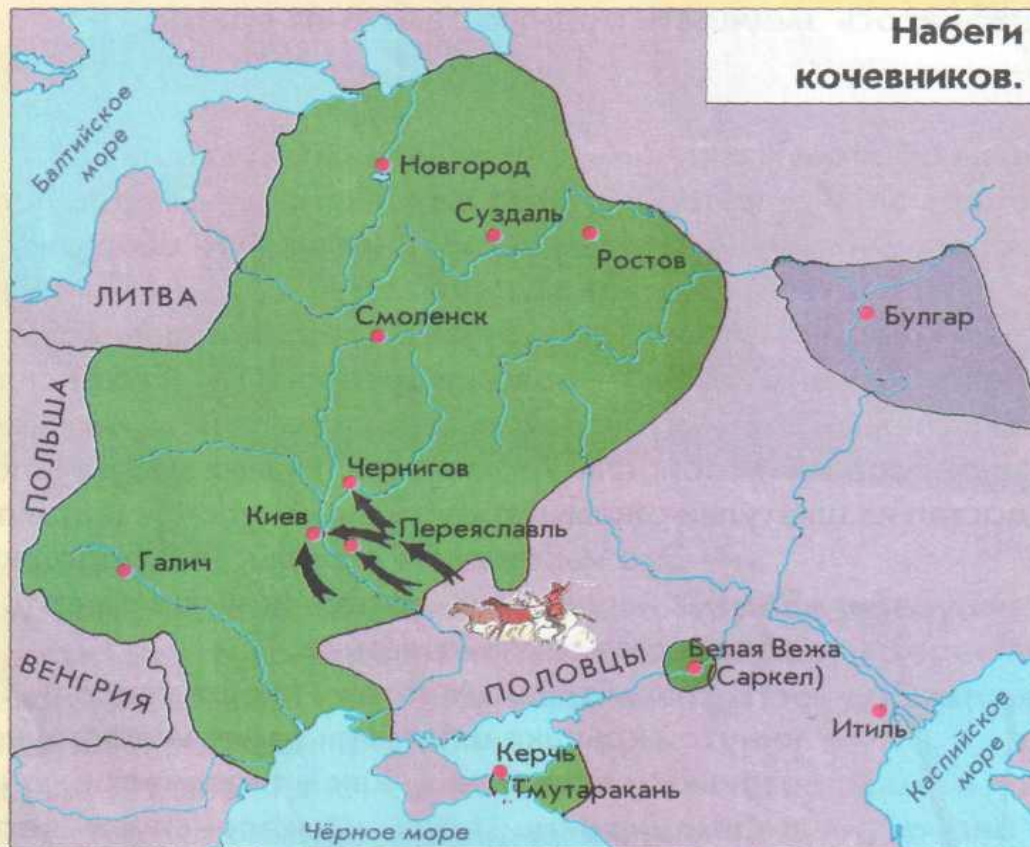 Набеги
кочевников.
Балтийское
море
Новгород
Суздаль
Ростов
ЛИТВА
Смоленск
Булгар
ПОЛЬША
Чернигов
Киев
Переяславль
Галич
ВЕНГРИЯ
ПОЛОВЦЫ
Белая Вежа
(Саркел)
Итиль
Каспийское
море
Керчь
Тмутаракань
Чёрное море